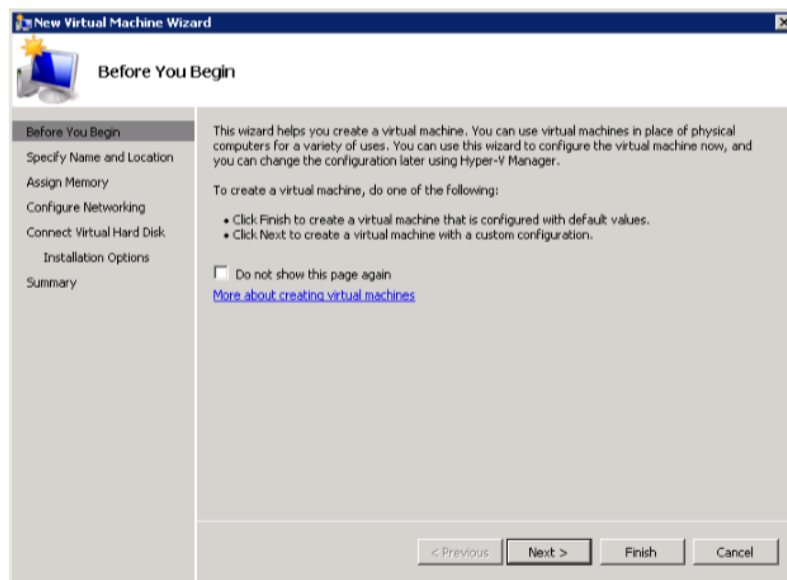 New Virtual Machine Wizard
Before You Begin
Before You Begin
Specify Name and Location
Assign Memory
Configure Networking
Connect Virtual Hard Disk
Installation Options
Summary
This wizard helps you create a virtual machine. You can use virtual machines in place of physical
computers for a variety of uses. You can use this wizard to configure the virtual machine now, and
you can change the configuration later using Hyper-V Manager.
To create a virtual machine, do one of the following:
• Click Finish to create a virtual machine that is configured with default values.
• Click Next to create a virtual machine with a custom configuration.
Do not show this page again
More about creating virtual machines
< Previous
Next >
Finish
Cancel